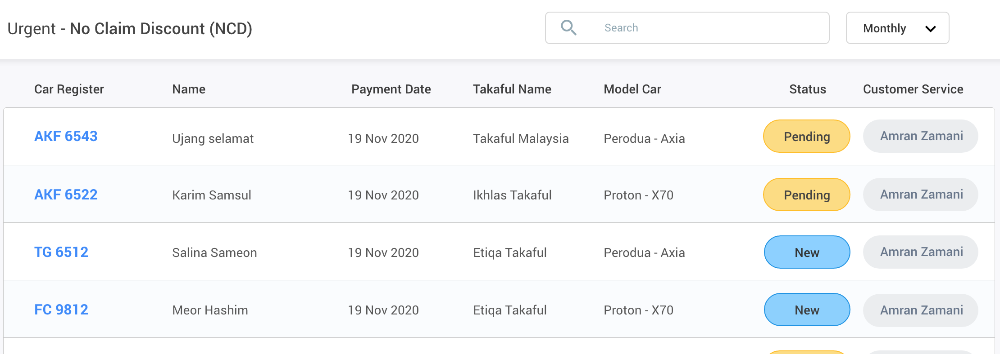 Urgent - No Claim Discount (NCD)
Search
Monthly
Car Register Name Payment Date Takaful Name Model Car Status Customer Service
AKF 6543 Ujang selamat 19 Nov 2020 Takaful Malaysia Perodua - Axia Pending Amran Zamani
AKF 6522 Karim Samsul 19 Nov 2020 Ikhlas Takaful Proton - X70 Pending Amran Zamani
TG 6512 Salina Sameon 19 Nov 2020 Etiqa Takaful Perodua - Axia New Amran Zamani
FC 9812 Meor Hashim 19 Nov 2020 Etiqa Takaful Proton - X70 New Amran Zamani